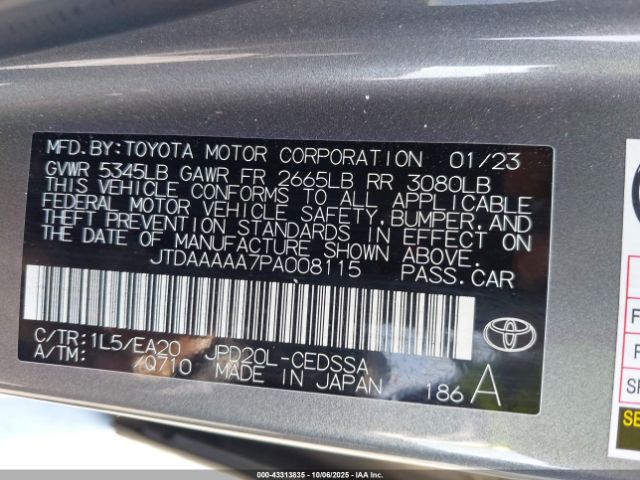 MFD.BY:TOYOTA MOTOR CORPORATION 01/23
GVWR 5345LB GAWR FR 2665LB RR 3080LB
THIS VEHICLE CONFORMS TO ALL APPLICABLE
FEDERAL MOTOR VEHICLE SAFETY, BUMPER, AND
THEFT PREVENTION STANDARDS IN EFFECT ON
THE DATE OF MANUFACTURE SHOWN ABOVE.
JTDAAAAA7PA008115 PASS.CAR
C/TR:1L5/EA20 JPD20L-CEDSSA
A/TM: /Q710 MADE IN JAPAN 186 A
F
F
SP
SE
000-43313835 - 10/06/2025 - IAA Inc.